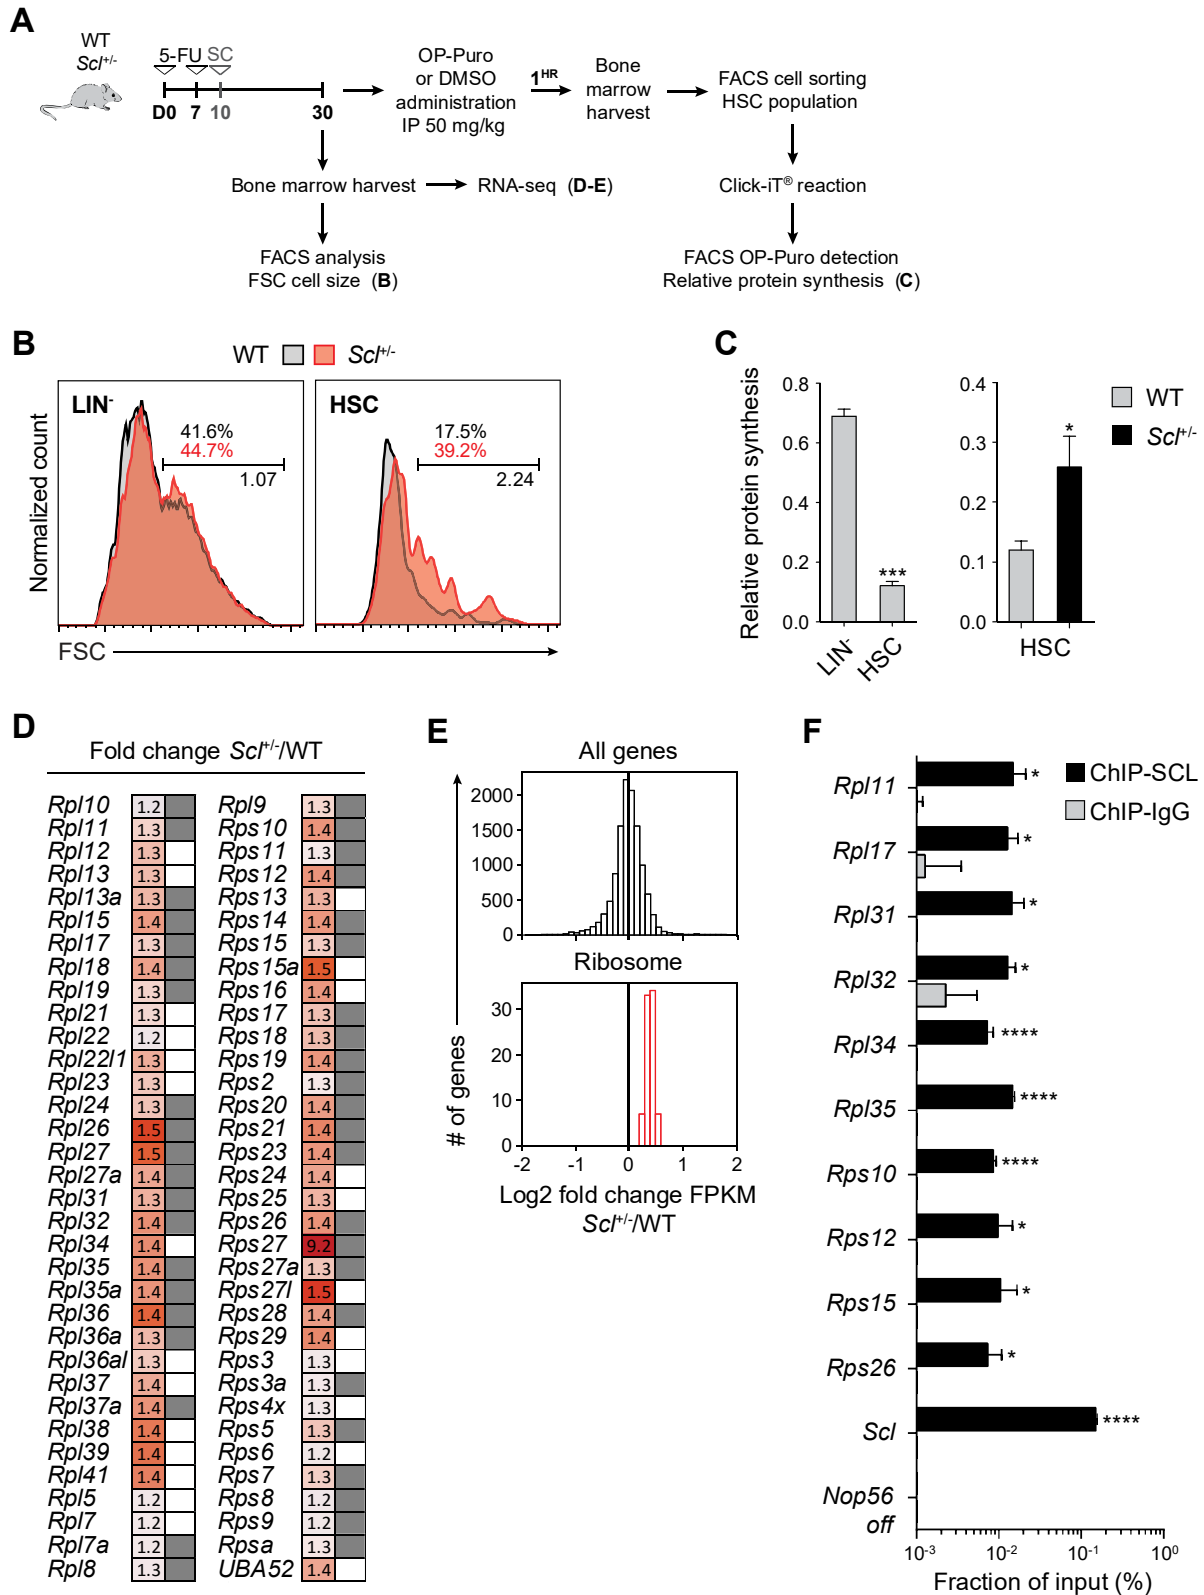 A
WT
Scl+/-
5-FU SC
D0 7 10 30
OP-Puro
or DMSO
administration
IP 50 mg/kg
1HR
Bone
marrow
harvest
FACS cell sorting
HSC population
Bone marrow harvest
RNA-seq (D-E)
Click-iT® reaction
FACS analysis
FSC cell size (B)
FACS OP-Puro detection
Relative protein synthesis (C)
B
WT Scl+/-
Normalized count
LIN-
41.6%
44.7%
1.07
HSC
17.5%
39.2%
2.24
FSC
C
Relative protein synthesis
0.8
0.6
0.4
0.2
0.0
***
LIN-
HSC
0.4
0.3
0.2
0.1
0.0
*
HSC
WT
Scl+/-
D
Fold change Scl+/-/WT
Rpl10 1.2 Rpl9 1.3
Rpl11 1.3 Rps10 1.4
Rpl12 1.3 Rps11 1.3
Rpl13 1.3 Rps12 1.4
Rpl13a 1.3 Rps13 1.3
Rpl15 1.4 Rps14 1.4
Rpl17 1.3 Rps15 1.3
Rpl18 1.4 Rps15a 1.5
Rpl19 1.3 Rps16 1.4
Rpl21 1.3 Rps17 1.3
Rpl22 1.2 Rps18 1.3
Rpl22l1 1.3 Rps19 1.4
Rpl23 1.3 Rps2 1.3
Rpl24 1.3 Rps20 1.4
Rpl26 1.5 Rps21 1.4
Rpl27 1.5 Rps23 1.4
Rpl27a 1.4 Rps24 1.4
Rpl31 1.3 Rps25 1.3
Rpl32 1.4 Rps26 1.4
Rpl34 1.4 Rps27 9.2
Rpl35 1.4 Rps27a 1.3
Rpl35a 1.4 Rps27l 1.5
Rpl36 1.4 Rps28 1.4
Rpl36a 1.3 Rps29 1.4
Rpl36al 1.3 Rps3 1.3
Rpl37 1.4 Rps3a 1.3
Rpl37a 1.4 Rps4x 1.3
Rpl38 1.4 Rps5 1.3
Rpl39 1.4 Rps6 1.2
Rpl41 1.4 Rps7 1.3
Rpl5 1.2 Rps8 1.2
Rpl7 1.2 Rps9 1.2
Rpl7a 1.2 Rpsa 1.3
Rpl8 1.3 UBA52 1.4
E
All genes
2000
1500
1000
500
0
Ribosome
30
20
10
0
# of genes
-2 -1 0 1 2
Log2 fold change FPKM
Scl+/-/WT
F
ChIP-SCL
ChIP-IgG
Rpl11 *
Rpl17 *
Rpl31 *
Rpl32 *
Rpl34 ****
Rpl35 ****
Rps10 ****
Rps12 *
Rps15 *
Rps26 *
Scl ****
Nop56
off
10-3 10-2 10-1 100
Fraction of input (%)